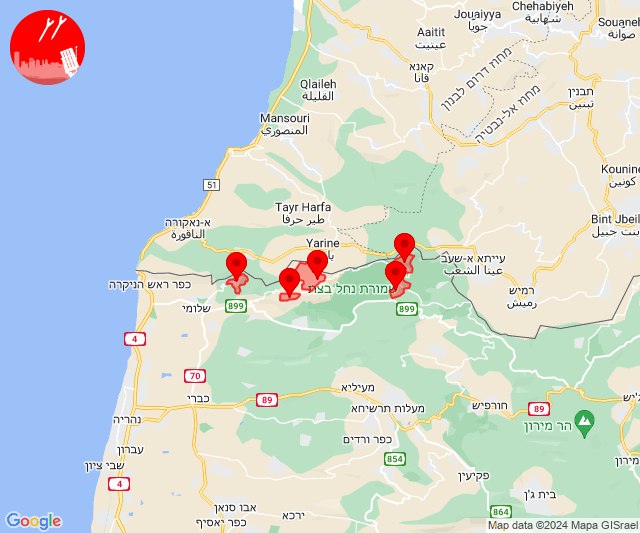 Chehabiyeh
شهابية
Jouaiyya
جويا
Souaneh
صوانة
Aaitit
عيتيت
קאנא
قانا
מחוז דרום לבנון
Qlaileh
القليلة
תבנין
تبنين
Mansouri
المنصوري
מחוז אל-נבטיה
Kounine
كونين
51
Tayr Harfa
طير حرفا
א-נאקורה
الناقورة
Bint Jbeil
بنت جبيل
Yarine
עייתא א-שעב
عيتا الشعب
כפר ראש הניקרה
שמורת נחל בצת
רמיש
رميش
899
899
שלומי
4
70
מעיליא
89
כברי
מעלות תרשיחא
חורפיש
89
נהריה
הר מירון
כפר ורדים
עברון
854
שבי ציון
פקיעין
4
בית ג'ן
אבו סנאן
ירכא
864
כפר יאסיף
Google
Map data ©2024 Mapa GISrael